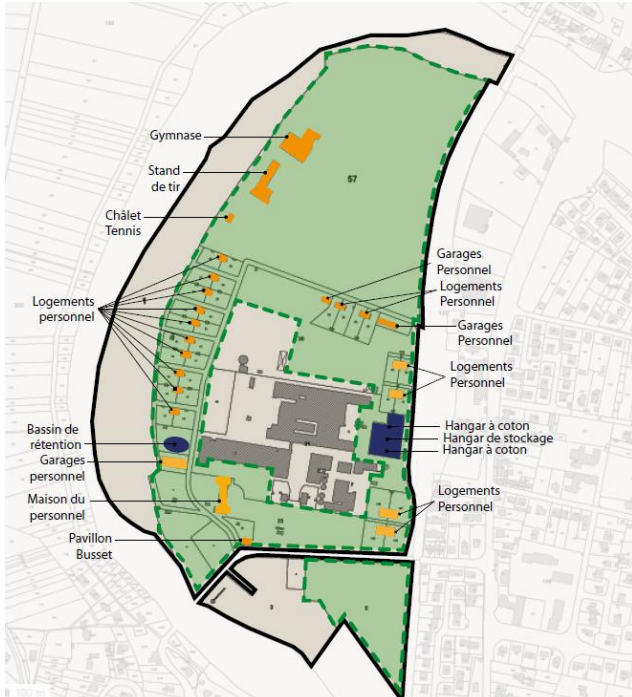 Gymnase
Stand
de tir
57
Châlet
Tennis
Garages
Personnel
Logements
Personnel
Garages
Personnel
Logements
personnel
Logements
Personnel
Hangar à coton
Hangar de stockage
Hangar à coton
Bassin de
rétention
Garages
personnel
Maison du
personnel
Logements
Personnel
Pavillon
Busset
100 m